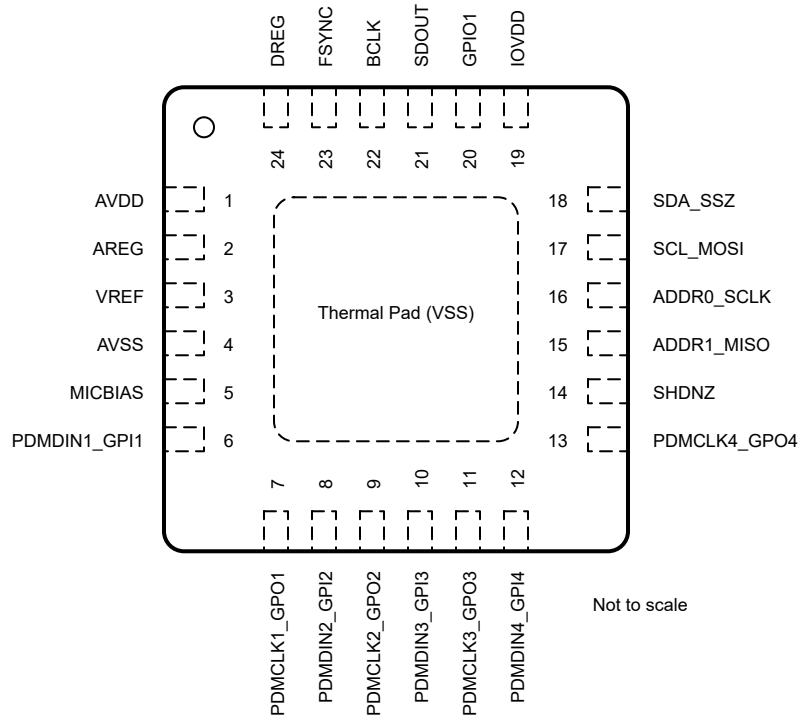 DREG
FSYNC
BCLK
SDOUT
GPIO1
IOVDD
24
23
22
21
20
19
AVDD 1
18 SDA_SSZ
AREG 2
17 SCL_MOSI
VREF 3
16 ADDR0_SCLK
Thermal Pad (VSS)
AVSS 4
15 ADDR1_MISO
MICBIAS 5
14 SHDNZ
PDMDIN1_GPI1 6
13 PDMCLK4_GPO4
7
8
9
10
11
12
PDMCLK1_GPO1
PDMDIN2_GPI2
PDMCLK2_GPO2
PDMDIN3_GPI3
PDMCLK3_GPO3
PDMDIN4_GPI4
Not to scale